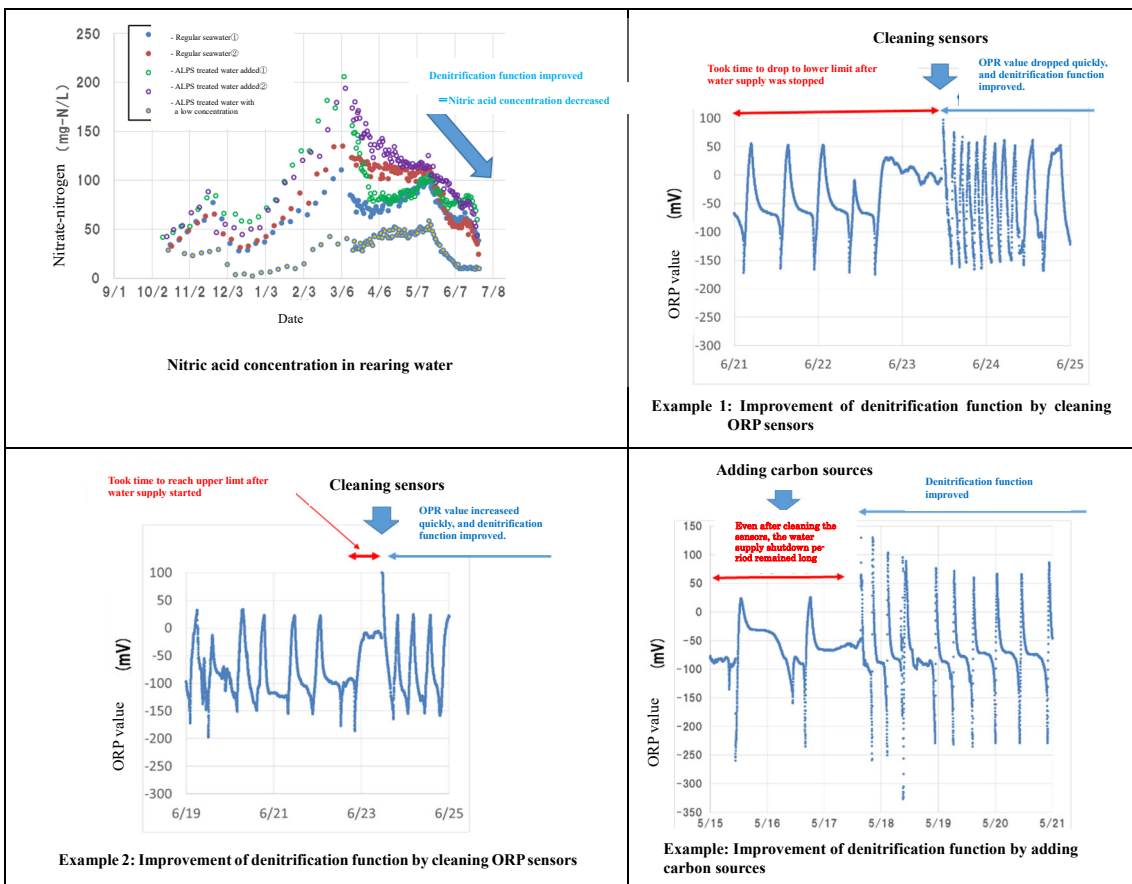 250
200
150
100
50
0
Nitrate-nitrogen (mg-N/L)
- Regular seawater①
- Regular seawater②
- ALPS treated water added①
- ALPS treated water added②
- ALPS treated water with
a low concentration
Denitrification function improved
=Nitric acid concentration decreased
9/1 10/2 11/2 12/3 1/3 2/3 3/6 4/6 5/7 6/7 7/8
Date
Nitric acid concentration in rearing water
Cleaning sensors
Took time to drop to lower limit after
water supply was stopped
OPR value dropped quickly,
and denitrification function
improved.
100
50
0
-50
-100
-150
-200
-250
-300
ORP value (mV)
6/21 6/22 6/23 6/24 6/25
Example 1: Improvement of denitrification function by cleaning
ORP sensors
Took time to reach upper limt after
water supply started
Cleaning sensors
OPR value increaseed
quickly, and denitrification
function improved.
100
50
0
-50
-100
-150
-200
-250
-300
ORP value (mV)
6/19 6/21 6/23 6/25
Example 2: Improvement of denitrification function by cleaning ORP sensors
Adding carbon sources
Denitrification function
improved
Even after cleaning the
sensors, the water
supply shutdown pe-
riod remained long
150
100
50
0
-50
-100
-150
-200
-250
-300
-350
ORP value (mV)
5/15 5/16 5/17 5/18 5/19 5/20 5/21
Example: Improvement of denitrification function by adding
carbon sources